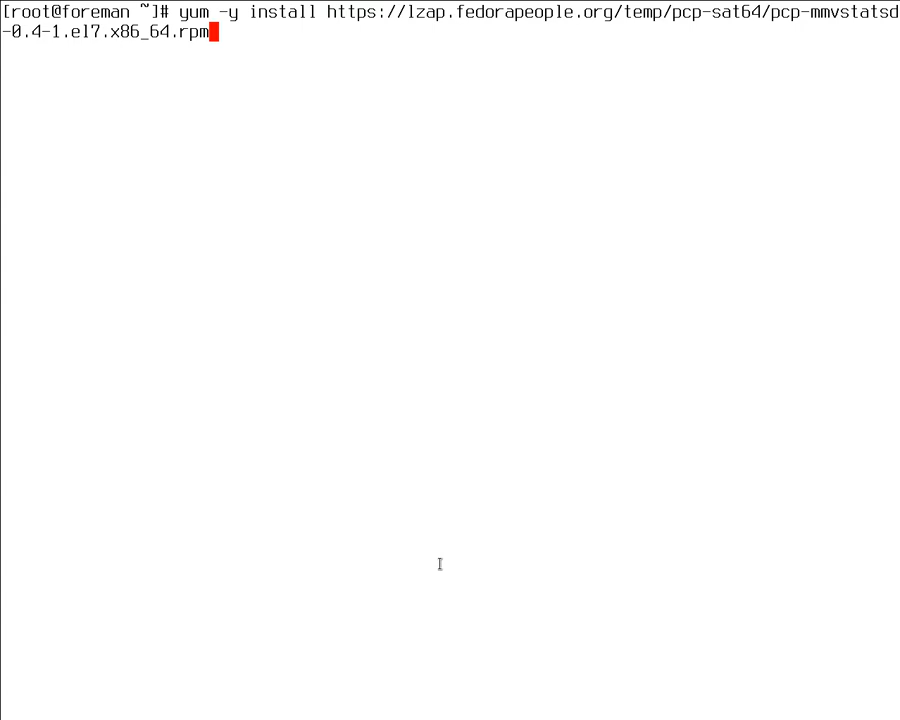 [root@foreman ~]# yum -y install https://lzap.fedorapeople.org/temp/pcp-sat64/pcp-mmvstatsd
-0.4-1.el7.x86_64.rpm